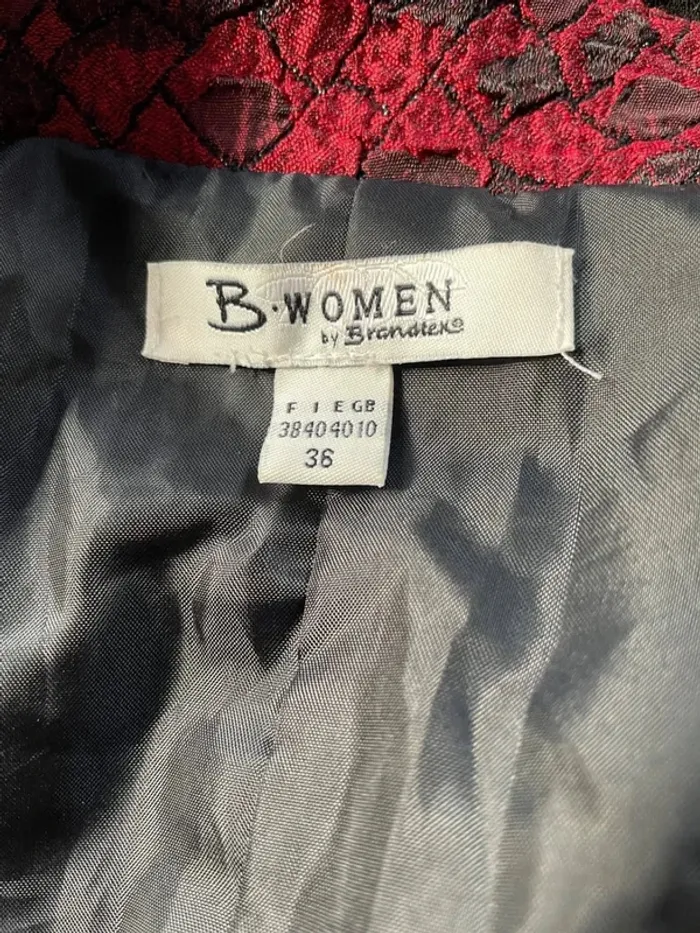 B·WOMEN
by Brandtex®
F I E GB
38 40 40 10
36